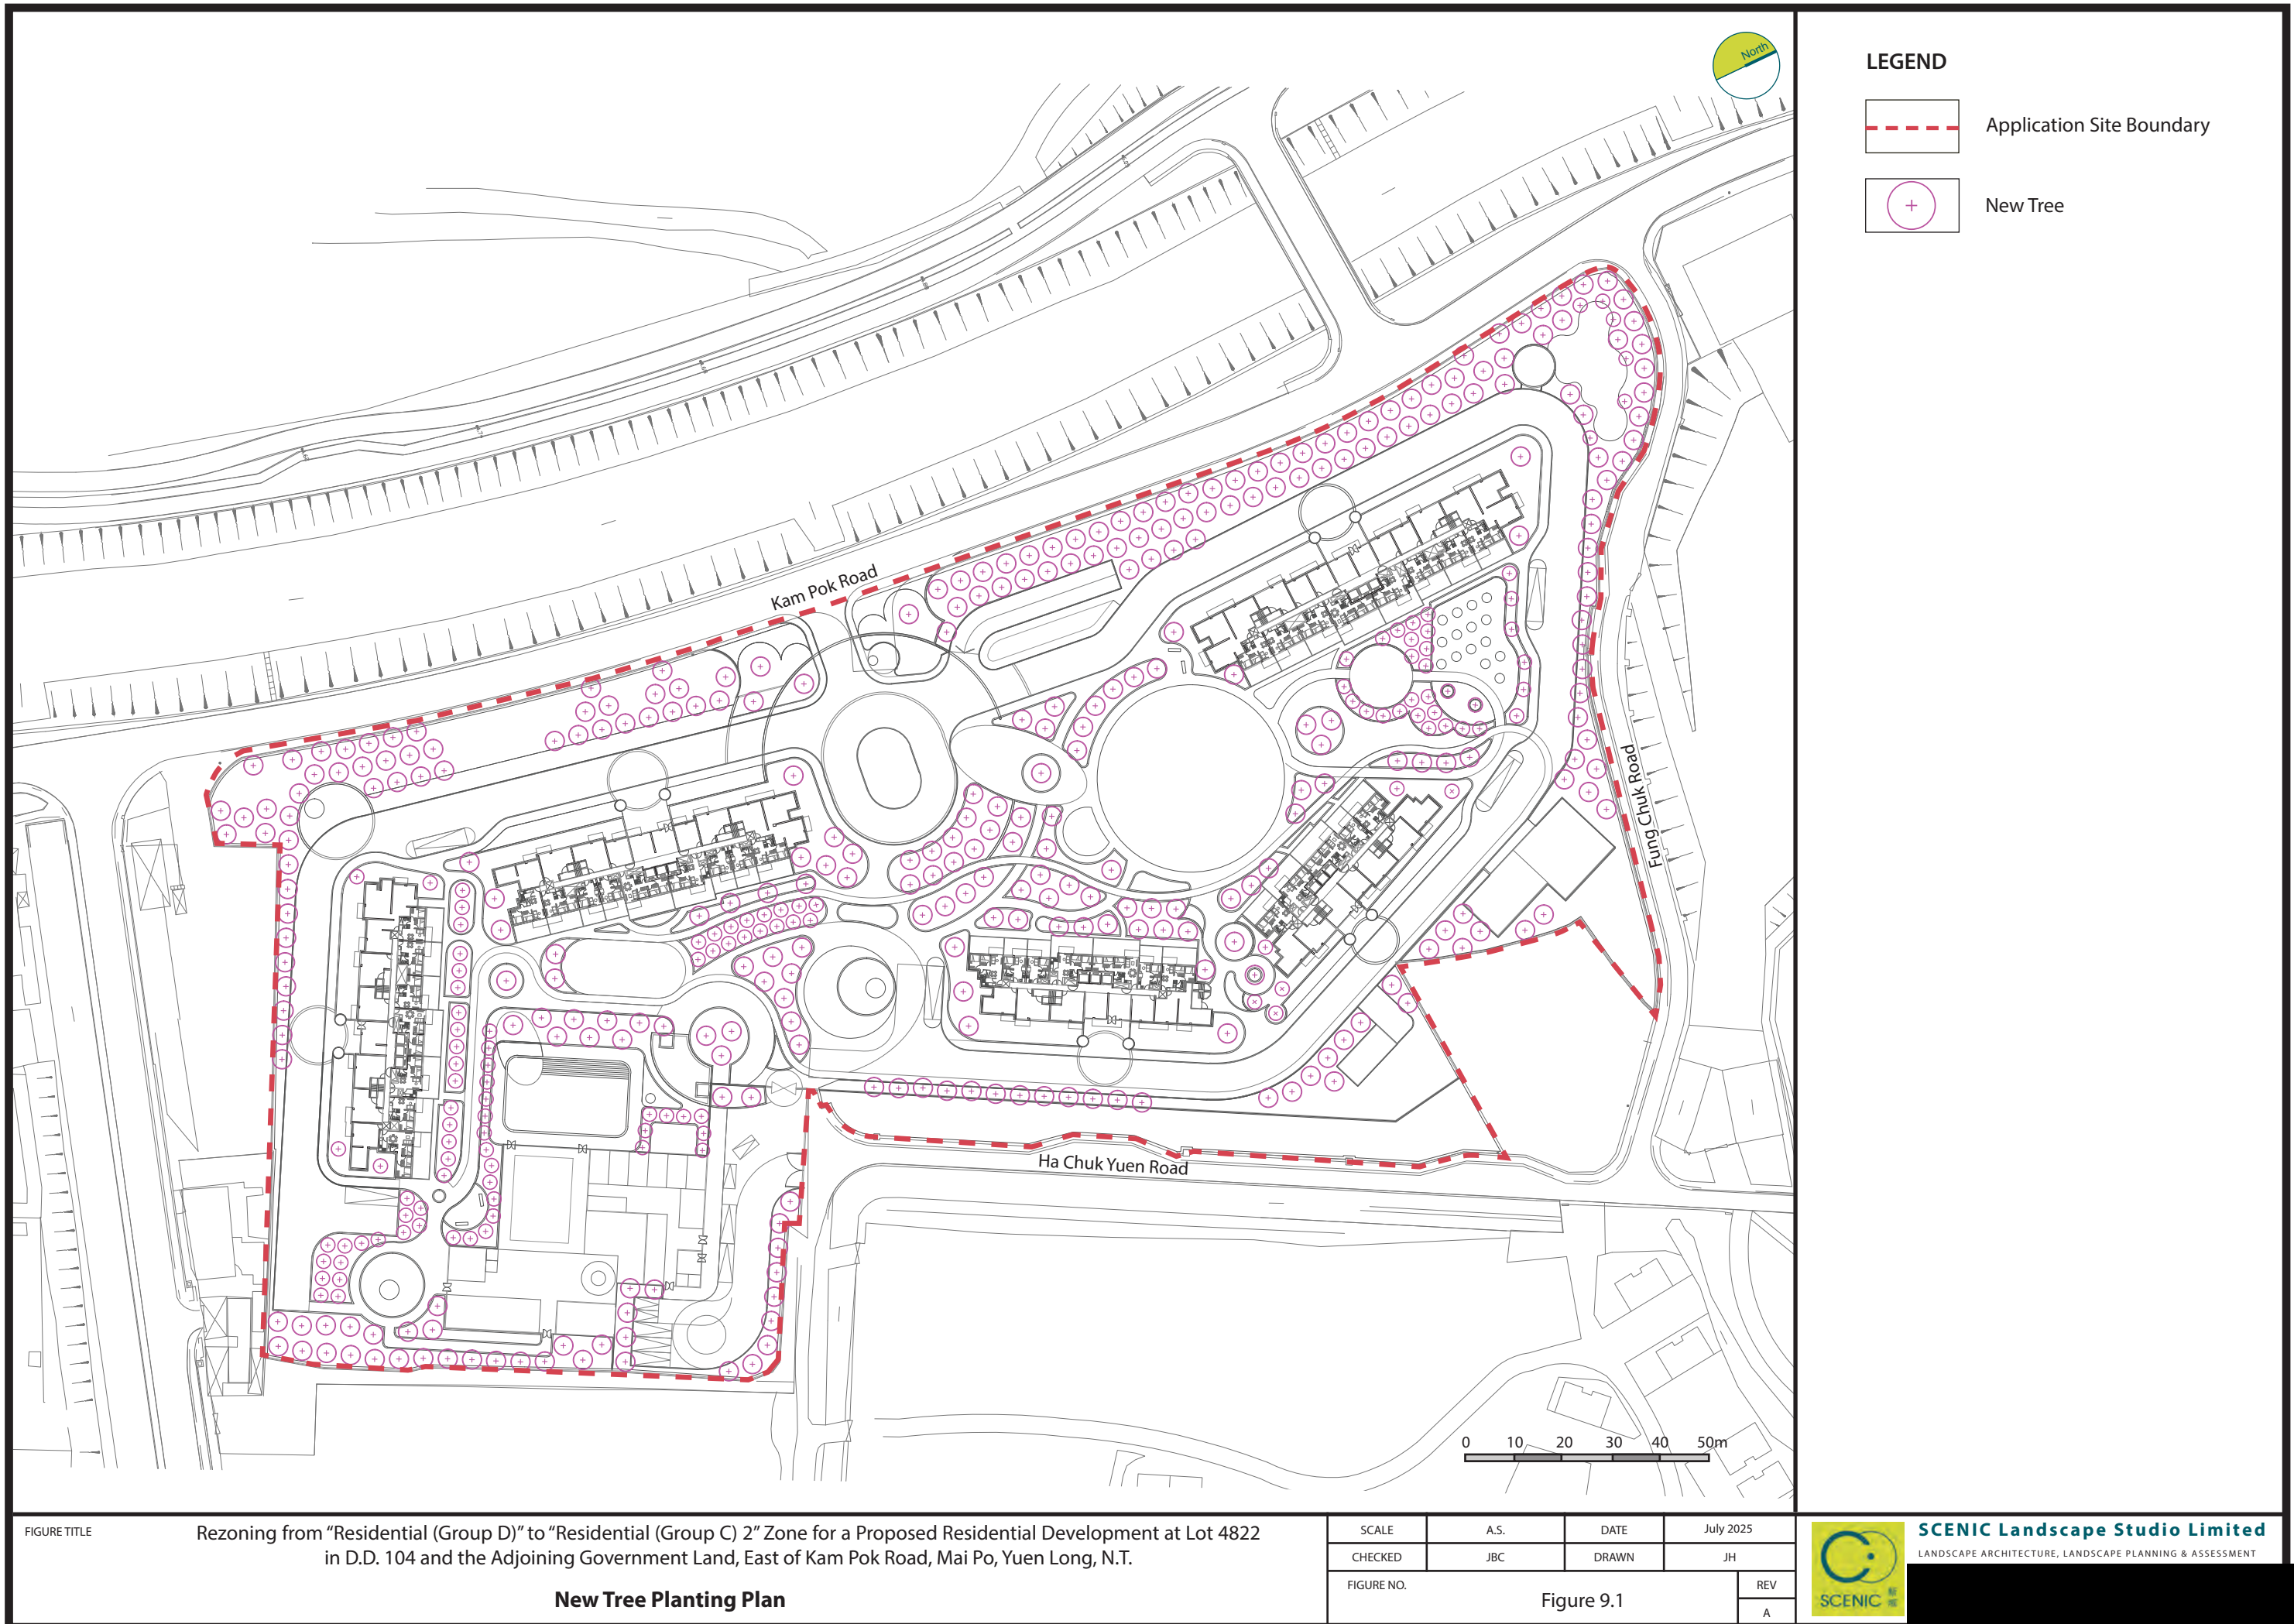 North
LEGEND
Application Site Boundary
New Tree
Kam Pok Road
Fung Chuk Road
Ha Chuk Yuen Road
0 10 20 30 40 50m
FIGURE TITLE
Rezoning from “Residential (Group D)” to “Residential (Group C) 2” Zone for a Proposed Residential Development at Lot 4822
in D.D. 104 and the Adjoining Government Land, East of Kam Pok Road, Mai Po, Yuen Long, N.T.
New Tree Planting Plan
SCALE A.S. DATE July 2025
CHECKED JBC DRAWN JH
FIGURE NO. Figure 9.1 REV
A
SCENIC Landscape Studio Limited
LANDSCAPE ARCHITECTURE, LANDSCAPE PLANNING & ASSESSMENT
SCENIC